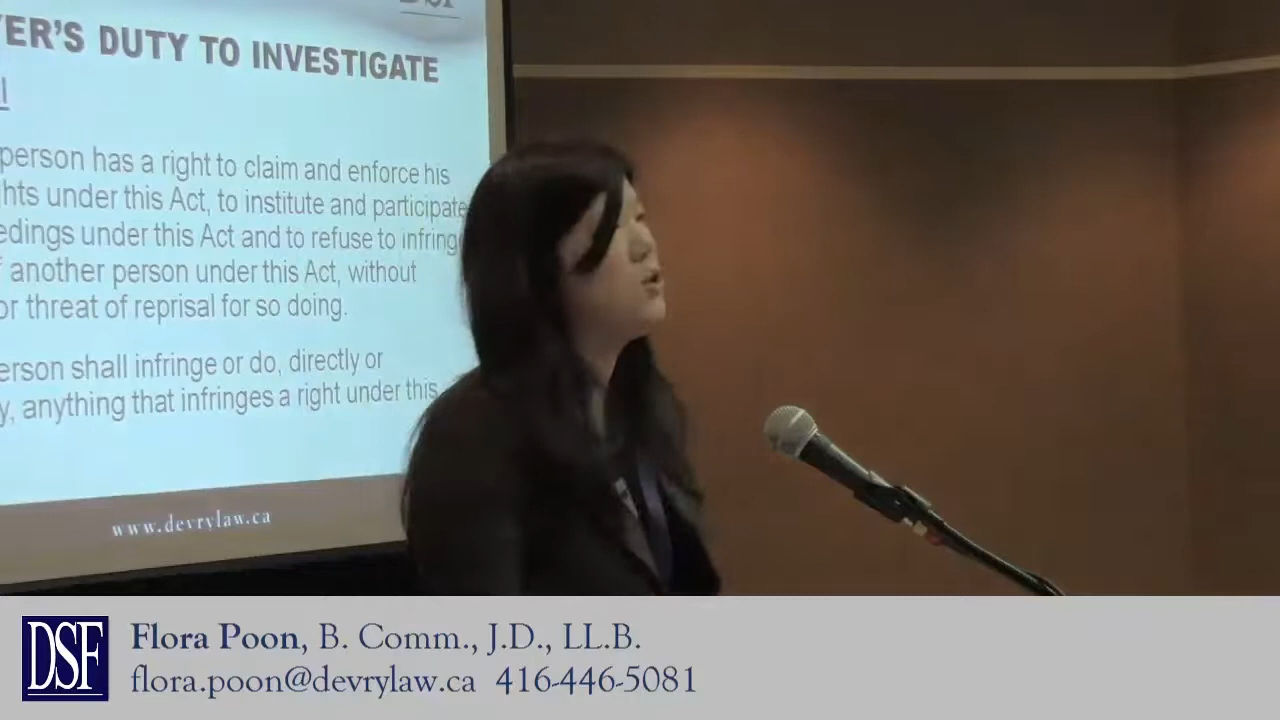 YER'S DUTY TO INVESTIGATE
person has a right to claim and enforce his
hts under this Act, to institute and participate
edings under this Act and to refuse to infringe
another person under this Act, without
or threat of reprisal for so doing.
erson shall infringe or do, directly or
y, anything that infringes a right under this
www.devrylaw.ca
DSF
Flora Poon, B. Comm., J.D., LL.B.
flora.poon@devrylaw.ca 416-446-5081